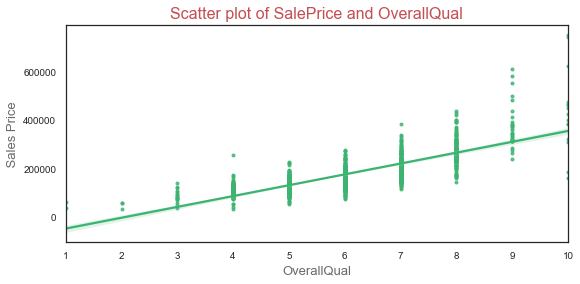 Scatter plot of SalePrice and OverallQual
Sales Price
600000
400000
200000
0
1 2 3 4 5 6 7 8 9 10
OverallQual